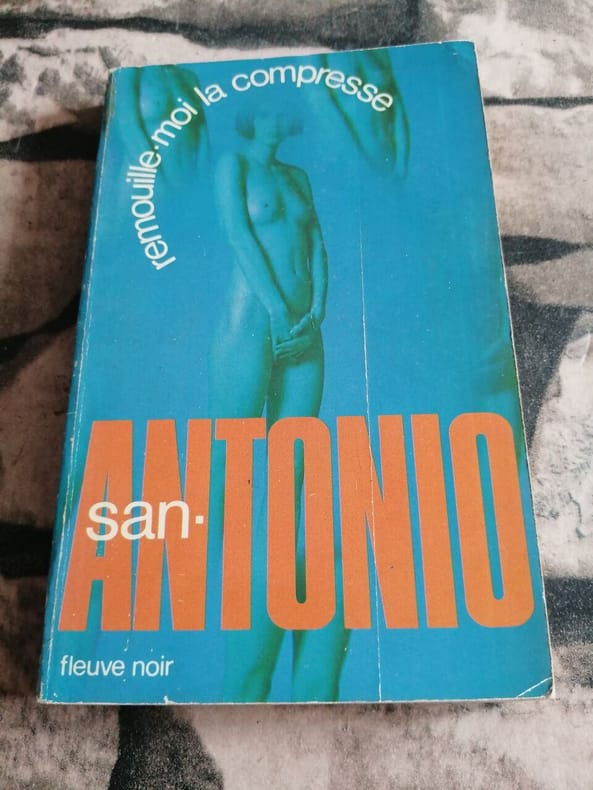 remouille-moi la compresse
san-
ANTONIO
fleuve noir